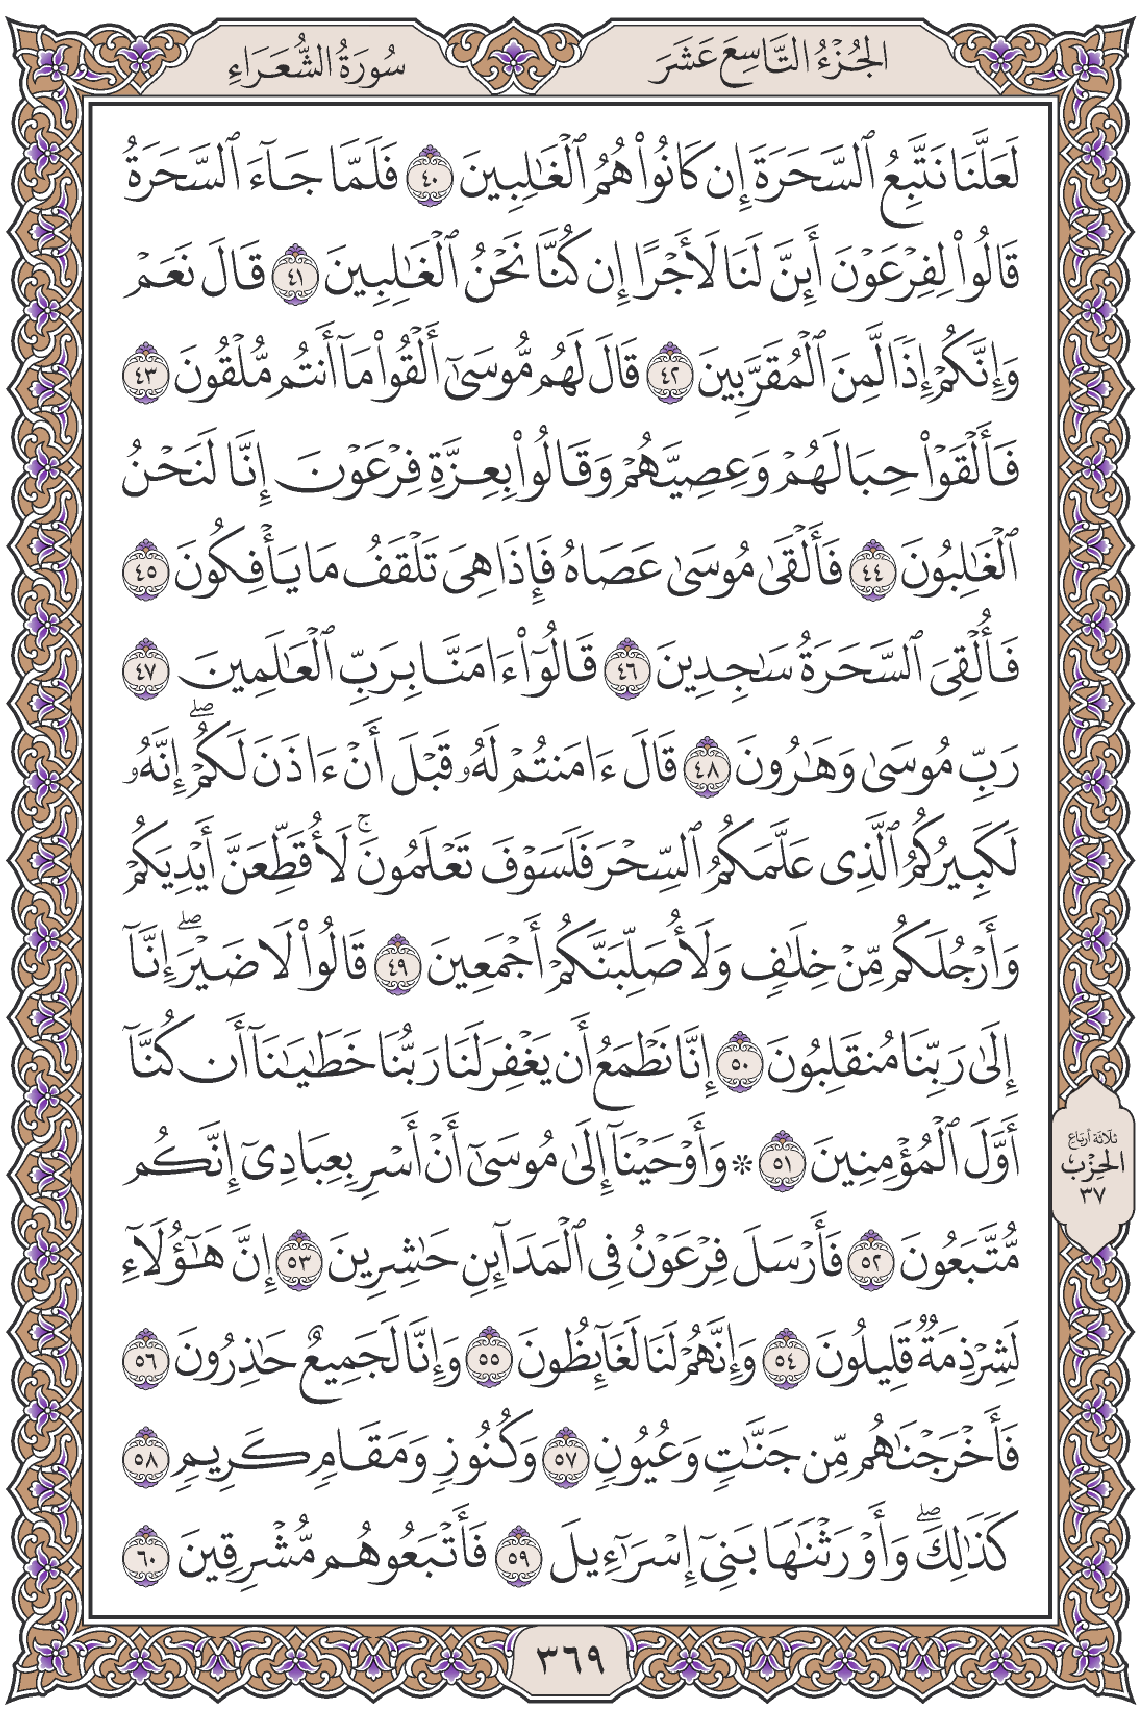 الجُزْءُ التَّاسِعَ عَشَرَ
سُورَةُ الشُّعَرَاءِ
لَعَلَّنَا نَتَّبِعُ ٱلسَّحَرَةَ إِن كَانُوا۟ هُمُ ٱلْغَٰلِبِينَ ٤٠ فَلَمَّا جَآءَ ٱلسَّحَرَةُ
قَالُوا۟ لِفِرْعَوْنَ أَئِنَّ لَنَا لَأَجْرًا إِن كُنَّا نَحْنُ ٱلْغَٰلِبِينَ ٤١ قَالَ نَعَمْ
وَإِنَّكُمْ إِذًا لَّمِنَ ٱلْمُقَرَّبِينَ ٤٢ قَالَ لَهُم مُّوسَىٰٓ أَلْقُوا۟ مَآ أَنتُم مُّلْقُونَ ٤٣
فَأَلْقَوْا۟ حِبَالَهُمْ وَعِصِيَّهُمْ وَقَالُوا۟ بِعِزَّةِ فِرْعَوْنَ إِنَّا لَنَحْنُ
ٱلْغَٰلِبُونَ ٤٤ فَأَلْقَىٰ مُوسَىٰ عَصَاهُ فَإِذَا هِىَ تَلْقَفُ مَا يَأْفِكُونَ ٤٥
فَأُلْقِىَ ٱلسَّحَرَةُ سَٰجِدِينَ ٤٦ قَالُوٓا۟ ءَامَنَّا بِرَبِّ ٱلْعَٰلَمِينَ ٤٧
رَبِّ مُوسَىٰ وَهَٰرُونَ ٤٨ قَالَ ءَامَنتُمْ لَهُۥ قَبْلَ أَنْ ءَاذَنَ لَكُمْ ۖ إِنَّهُۥ
لَكَبِيرُكُمُ ٱلَّذِى عَلَّمَكُمُ ٱلسِّحْرَ فَلَسَوْفَ تَعْلَمُونَ ۚ لَأُقَطِّعَنَّ أَيْدِيَكُمْ
وَأَرْجُلَكُم مِّنْ خِلَٰفٍ وَلَأُصَلِّبَنَّكُمْ أَجْمَعِينَ ٤٩ قَالُوا۟ لَا ضَيْرَ ۖ إِنَّآ
إِلَىٰ رَبِّنَا مُنقَلِبُونَ ٥٠ إِنَّا نَطْمَعُ أَن يَغْفِرَ لَنَا رَبُّنَا خَطَٰيَٰنَآ أَن كُنَّآ
أَوَّلَ ٱلْمُؤْمِنِينَ ٥١ ۞ وَأَوْحَيْنَآ إِلَىٰ مُوسَىٰٓ أَنْ أَسْرِ بِعِبَادِىٓ إِنَّكُم
مُّتَّبَعُونَ ٥٢ فَأَرْسَلَ فِرْعَوْنُ فِى ٱلْمَدَآئِنِ حَٰشِرِينَ ٥٣ إِنَّ هَٰٓؤُلَآءِ
لَشِرْذِمَةٌ قَلِيلُونَ ٥٤ وَإِنَّهُمْ لَنَا لَغَآئِظُونَ ٥٥ وَإِنَّا لَجَمِيعٌ حَٰذِرُونَ ٥٦
فَأَخْرَجْنَٰهُم مِّن جَنَّٰتٍ وَعُيُونٍ ٥٧ وَكُنُوزٍ وَمَقَامٍ كَرِيمٍ ٥٨
كَذَٰلِكَ ۖ وَأَوْرَثْنَٰهَا بَنِىٓ إِسْرَٰٓءِيلَ ٥٩ فَأَتْبَعُوهُم مُّشْرِقِينَ ٦٠
ثَلَاثَة أَرْبَاع
الحِزْب
٣٧
٣٦٩